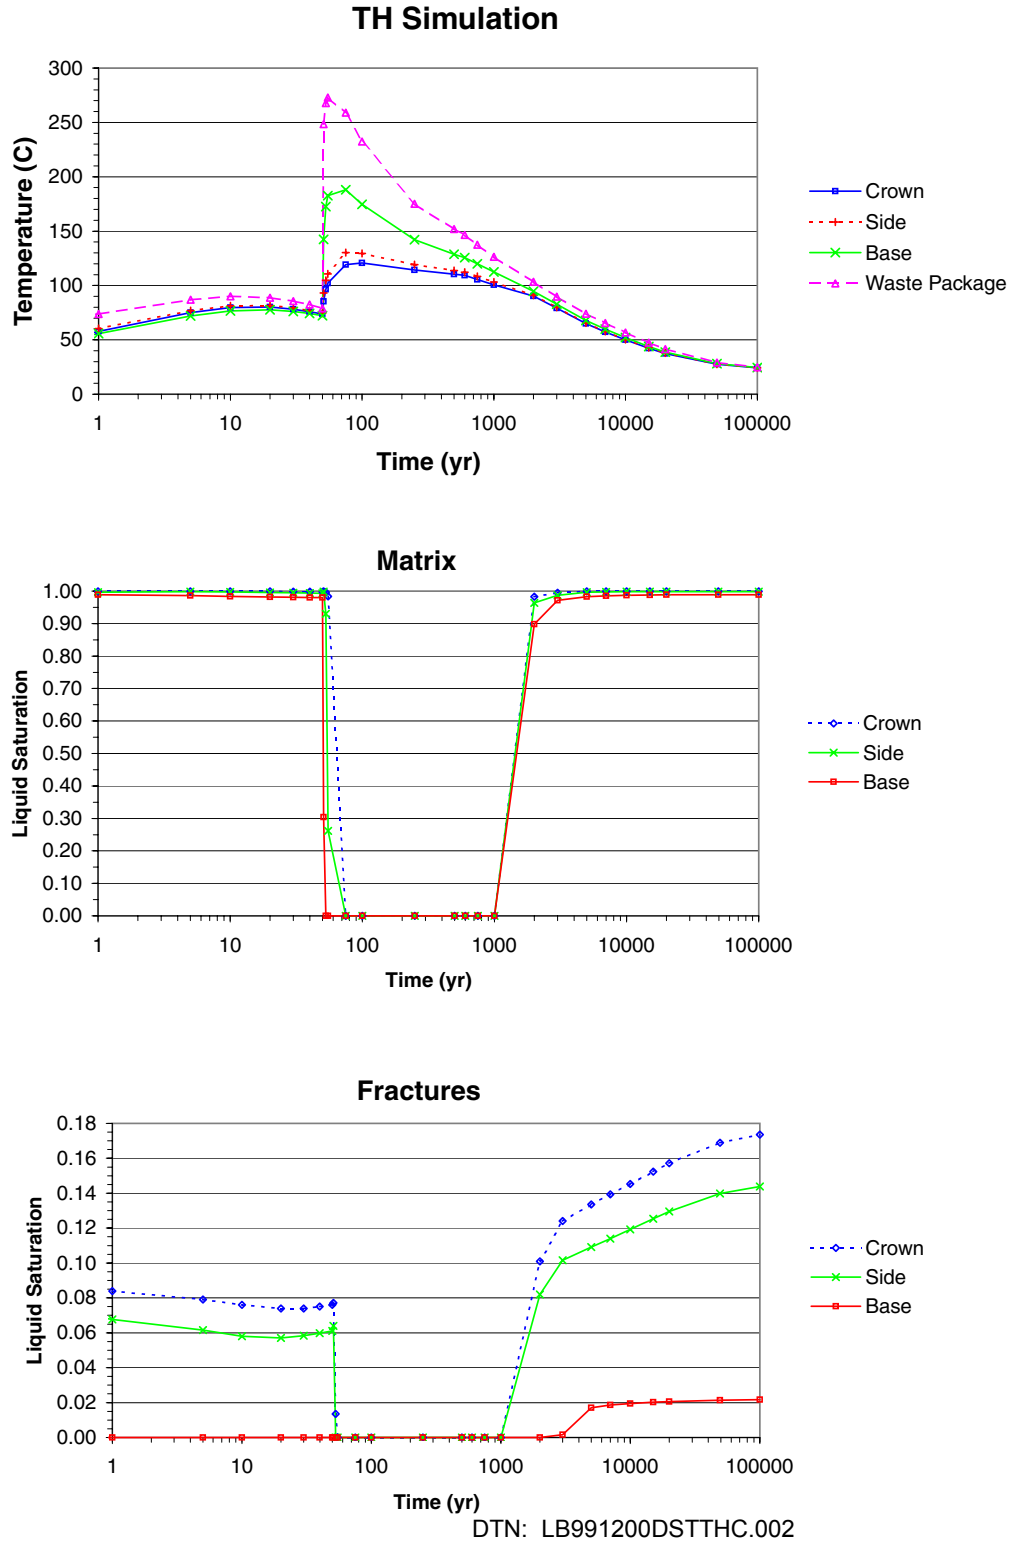 TH Simulation
300
250
200
150
100
50
0
Temperature (C)
1 10 100 1000 10000 100000
Time (yr)
Crown
Side
Base
Waste Package
Matrix
1.00
0.90
0.80
0.70
0.60
0.50
0.40
0.30
0.20
0.10
0.00
Liquid Saturation
1 10 100 1000 10000 100000
Time (yr)
Crown
Side
Base
Fractures
0.18
0.16
0.14
0.12
0.10
0.08
0.06
0.04
0.02
0.00
Liquid Saturation
1 10 100 1000 10000 100000
Time (yr)
Crown
Side
Base
DTN: LB991200DSTTHC.002